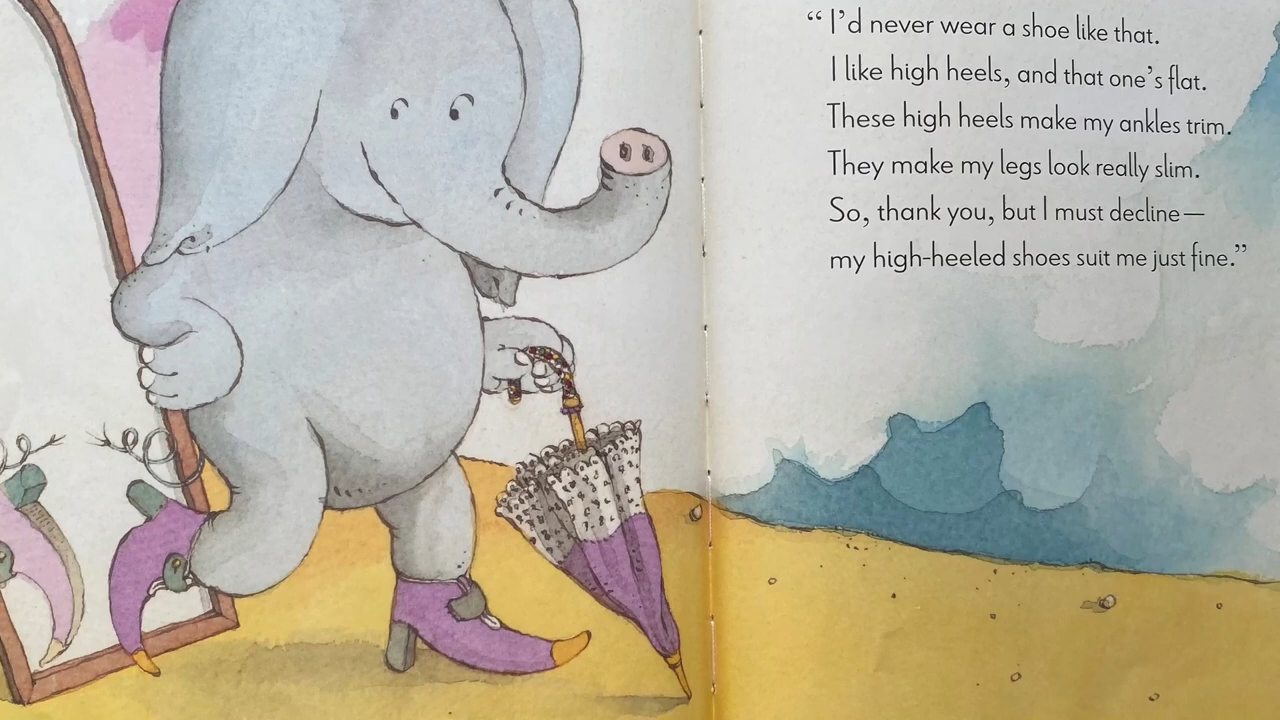 “I’d never wear a shoe like that.
I like high heels, and that one’s flat.
These high heels make my ankles trim.
They make my legs look really slim.
So, thank you, but I must decline—
my high-heeled shoes suit me just fine.”